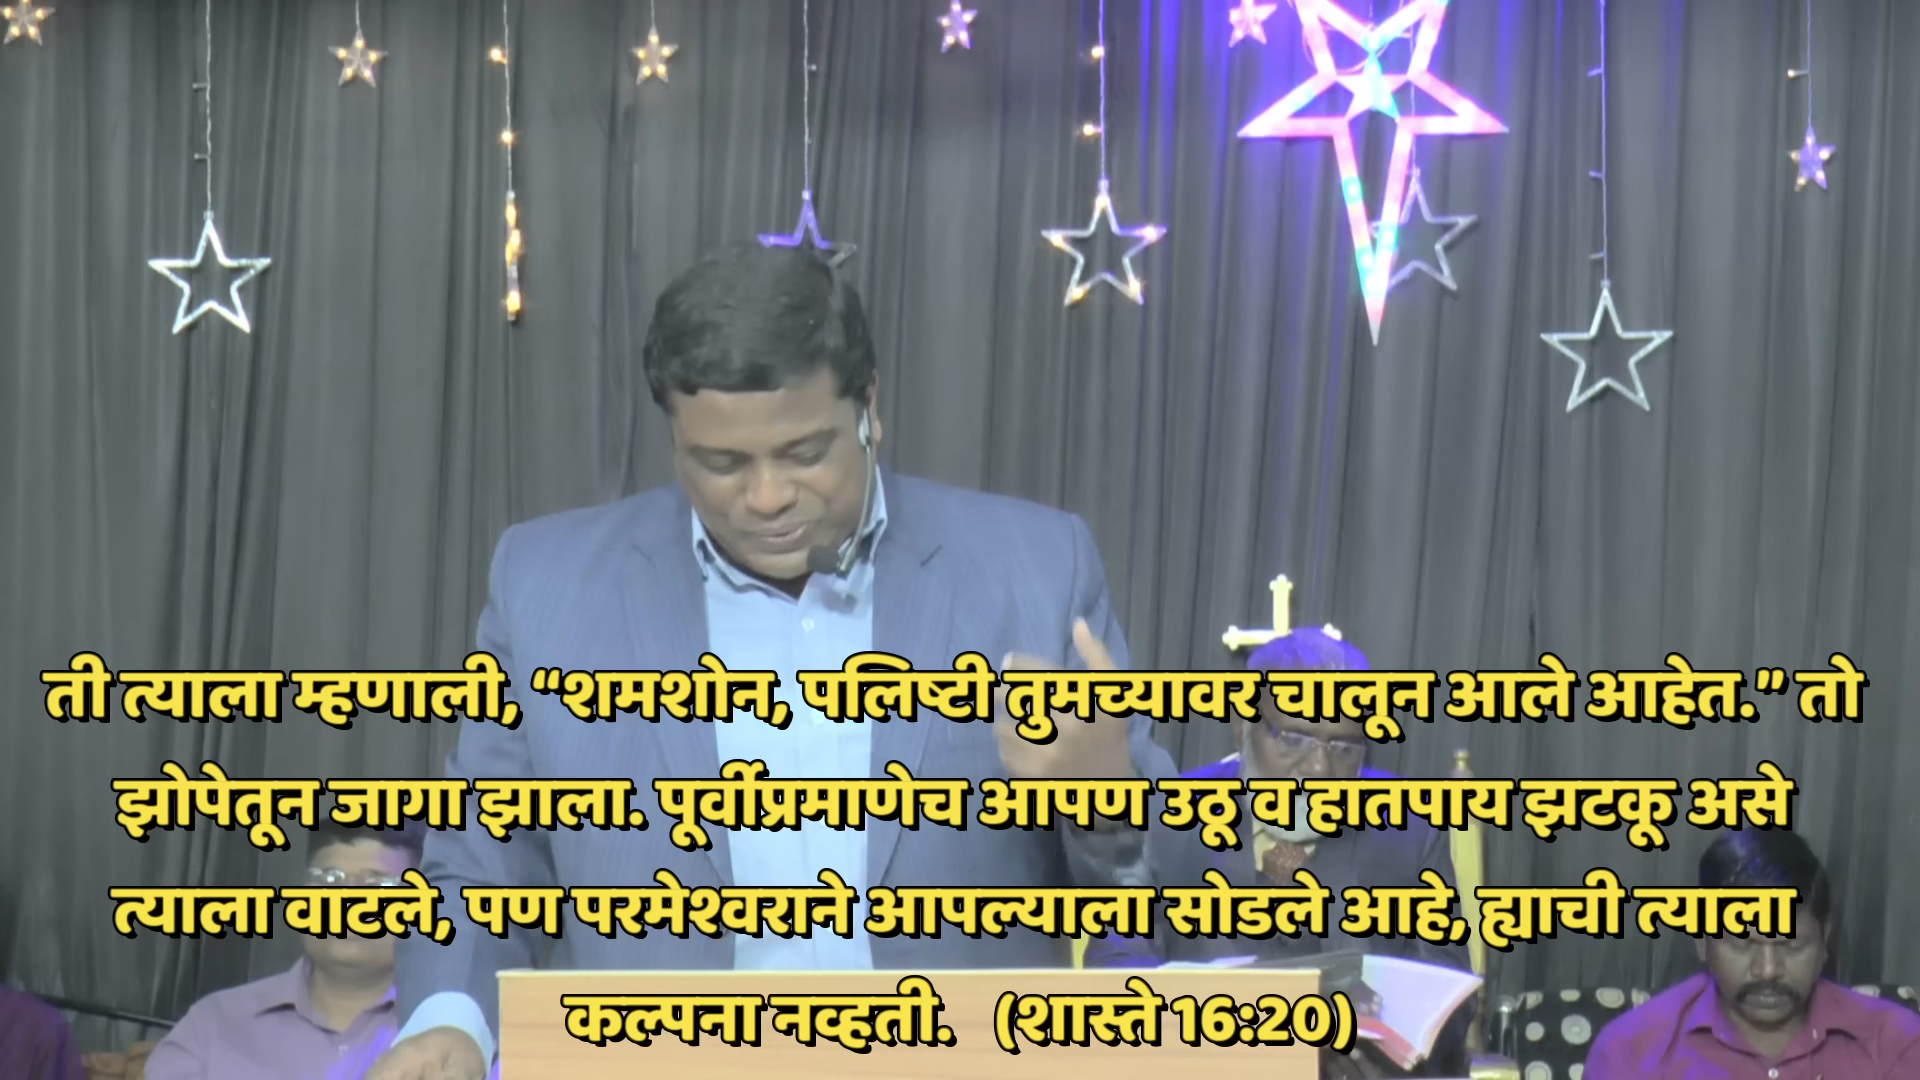 ती त्याला म्हणाली, “शमशोन, पलिष्टी तुमच्यावर चालून आले आहेत.” तो
झोपेतून जागा झाला. पूर्वीप्रमाणेच आपण उठू व हातपाय झटकू असे
त्याला वाटले, पण परमेश्वराने आपल्याला सोडले आहे, ह्याची त्याला
कल्पना नव्हती. (शास्ते 16:20)